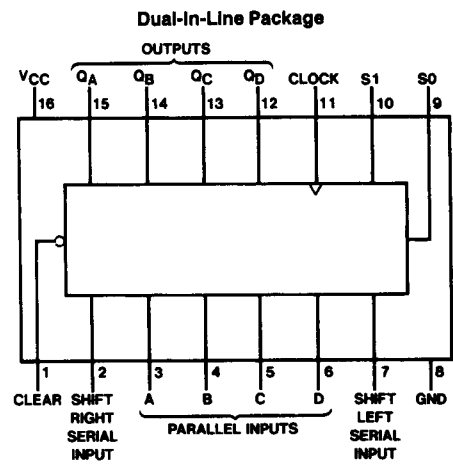 Dual-In-Line Package
OUTPUTS
VCC QA QB QC QD CLOCK S1 S0
16 15 14 13 12 11 10 9
1 2 3 4 5 6 7 8
CLEAR SHIFT A B C D SHIFT GND
RIGHT LEFT
SERIAL PARALLEL INPUTS SERIAL
INPUT INPUT